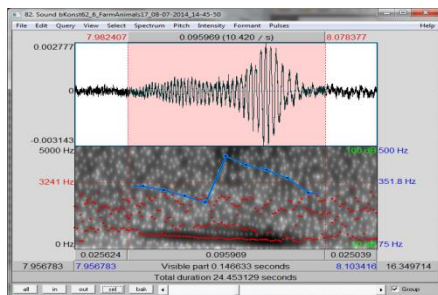 82. Sound bKonst62_6_FarmAnimals17_08-07-2014_14-45-50
File Edit Query View Select Spectrum Pitch Intensity Formant Pulses Help
7.982407 0.095969 (10.420 / s) 8.078377
0.002777
0
-0.003143
5000 Hz 100 dB 500 Hz
3241 Hz 351.8 Hz
0 Hz 75 Hz
0.025624 0.095969 0.025039
7.956783 7.956783 Visible part 0.146633 seconds 8.103416 16.349714
Total duration 24.453129 seconds
all in out sel bak Group